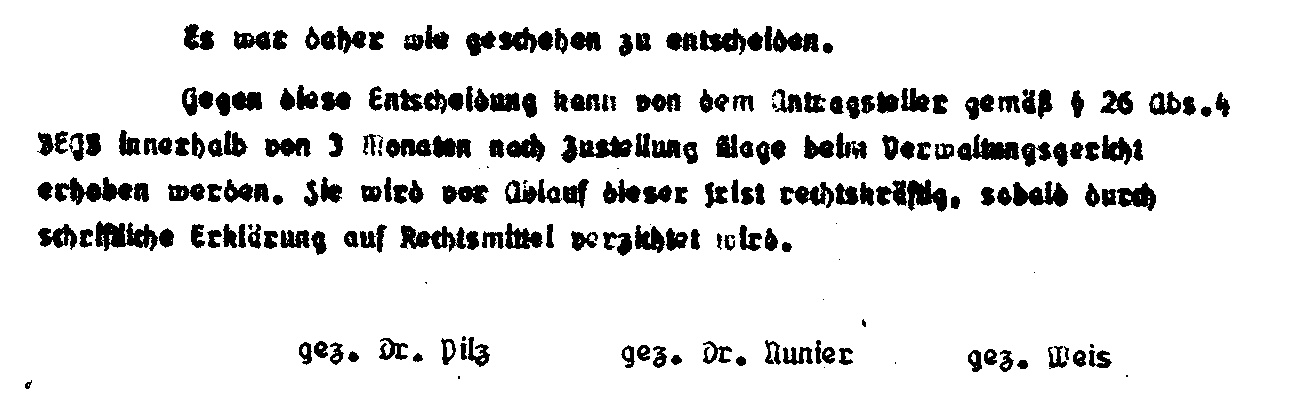 Es war daher wie geschehen zu entscheiden.
Gegen diese Entscheidung kann von dem Antragsteller gemäß § 26 Abs.4
BEGB innerhalb von 3 Monaten nach Zustellung Klage beim Verwaltungsgericht
erhoben werden. Sie wird vor Ablauf dieser Frist rechtskräftig, sobald durch
schriftliche Erklärung auf Rechtsmittel verzichtet wird.
gez. Dr. Pilz gez. Dr. Nunier gez. Weis